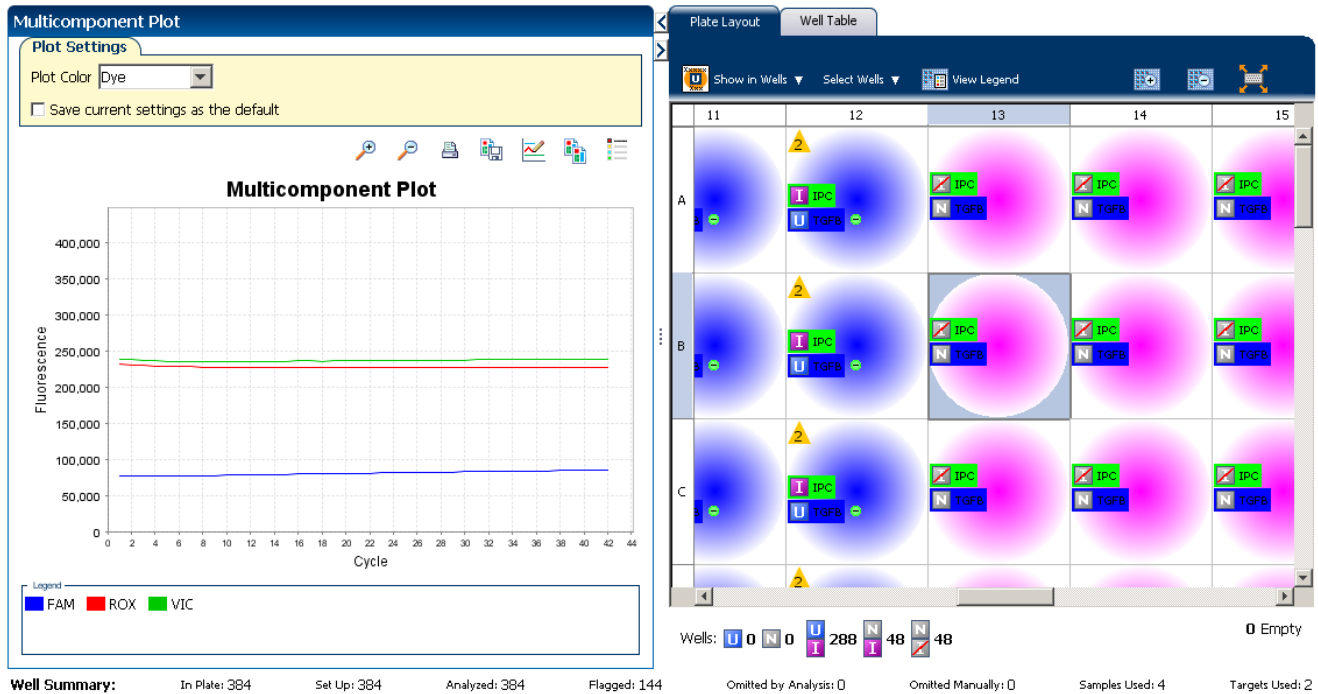 Multicomponent Plot
Plot Settings
Plot Color Dye
Save current settings as the default
Multicomponent Plot
Fluorescence
400,000
350,000
300,000
250,000
200,000
150,000
100,000
50,000
0
0 2 4 6 8 10 12 14 16 18 20 22 24 26 28 30 32 34 36 38 40 42 44
Cycle
Legend
FAM ROX VIC
Plate Layout Well Table
Show in Wells Select Wells View Legend
11 12 13 14 15
A
2
I IPC I IPC I IPC I IPC
B U TGFB N TGFB N TGFB N TGFB
B
2
I IPC I IPC I IPC I IPC
B U TGFB N TGFB N TGFB N TGFB
C
2
I IPC I IPC I IPC I IPC
B U TGFB N TGFB N TGFB N TGFB
2
Wells: U 0 N 0 U I 288 N I 48 N I 48
0 Empty
Well Summary: In Plate: 384 Set Up: 384 Analyzed: 384 Flagged: 144 Omitted by Analysis: 0 Omitted Manually: 0 Samples Used: 4 Targets Used: 2